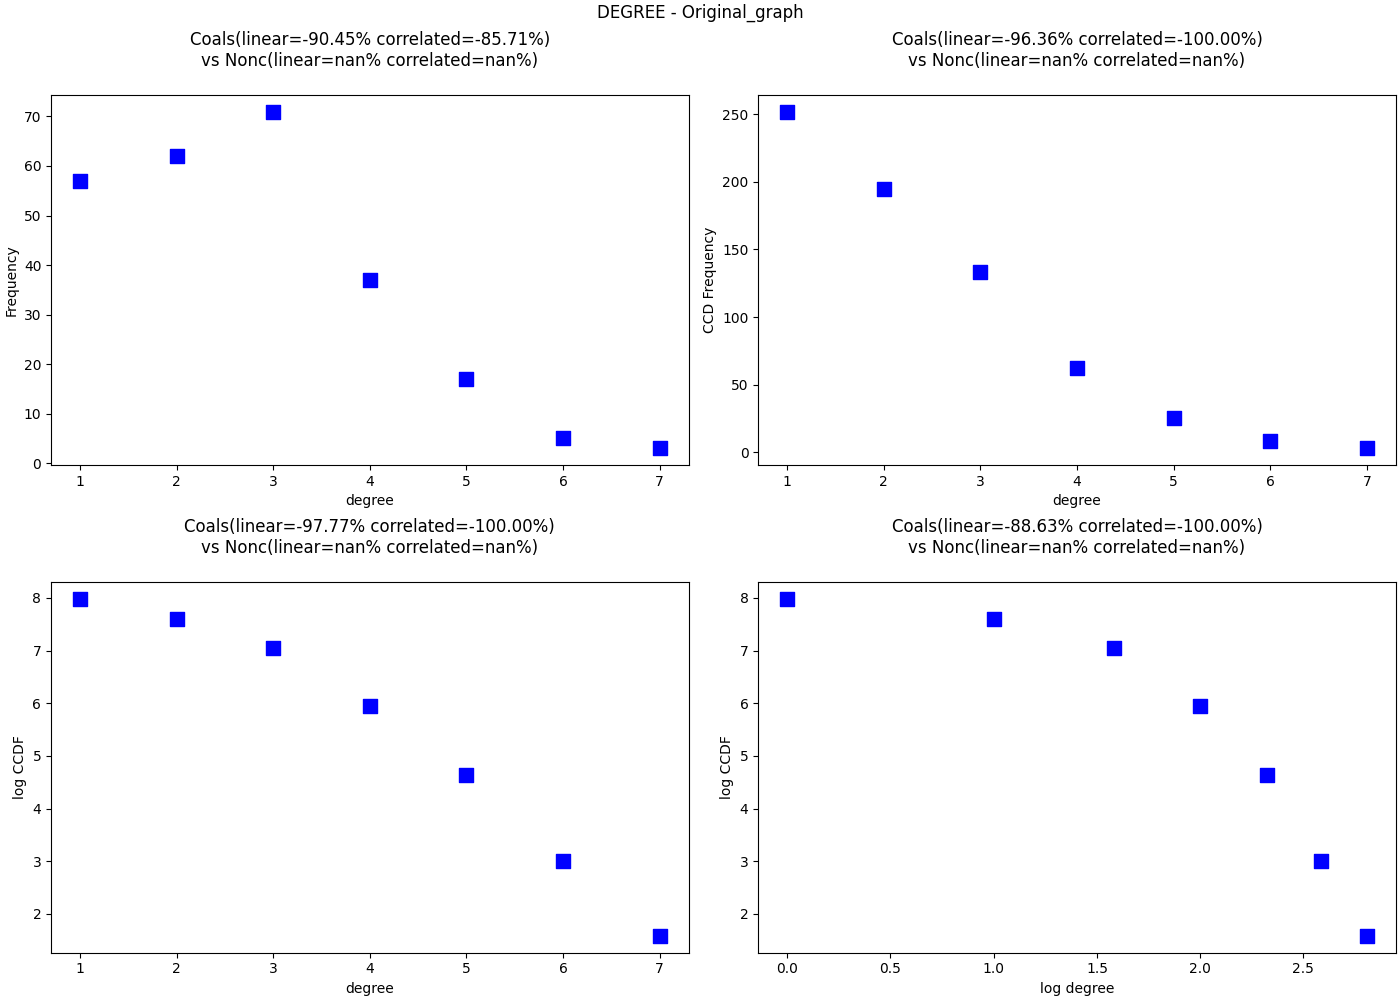 DEGREE - Original_graph
Coals(linear=-90.45% correlated=-85.71%)
vs Nonc(linear=nan% correlated=nan%)
70
60
50
40
30
20
10
0
Frequency
1 2 3 4 5 6 7
degree
Coals(linear=-96.36% correlated=-100.00%)
vs Nonc(linear=nan% correlated=nan%)
250
200
150
100
50
0
CCD Frequency
1 2 3 4 5 6 7
degree
Coals(linear=-97.77% correlated=-100.00%)
vs Nonc(linear=nan% correlated=nan%)
8
7
6
5
4
3
2
log CCDF
1 2 3 4 5 6 7
degree
Coals(linear=-88.63% correlated=-100.00%)
vs Nonc(linear=nan% correlated=nan%)
8
7
6
5
4
3
2
log CCDF
0.0 0.5 1.0 1.5 2.0 2.5
log degree